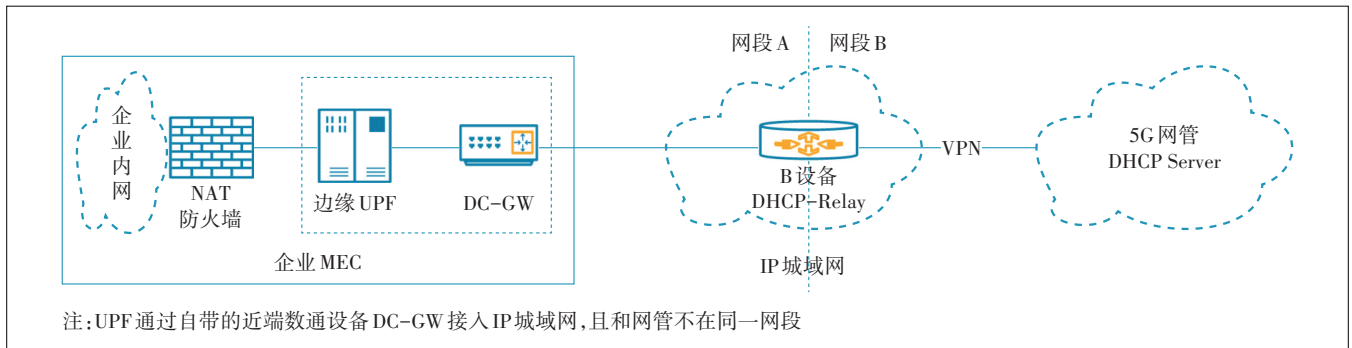 网段A
网段B
企业内网
NAT
防火墙
边缘UPF
DC-GW
企业MEC
B设备
DHCP-Relay
IP城域网
VPN
5G网管
DHCP Server
注:UPF通过自带的近端数通设备DC-GW接入IP城域网,且和网管不在同一网段